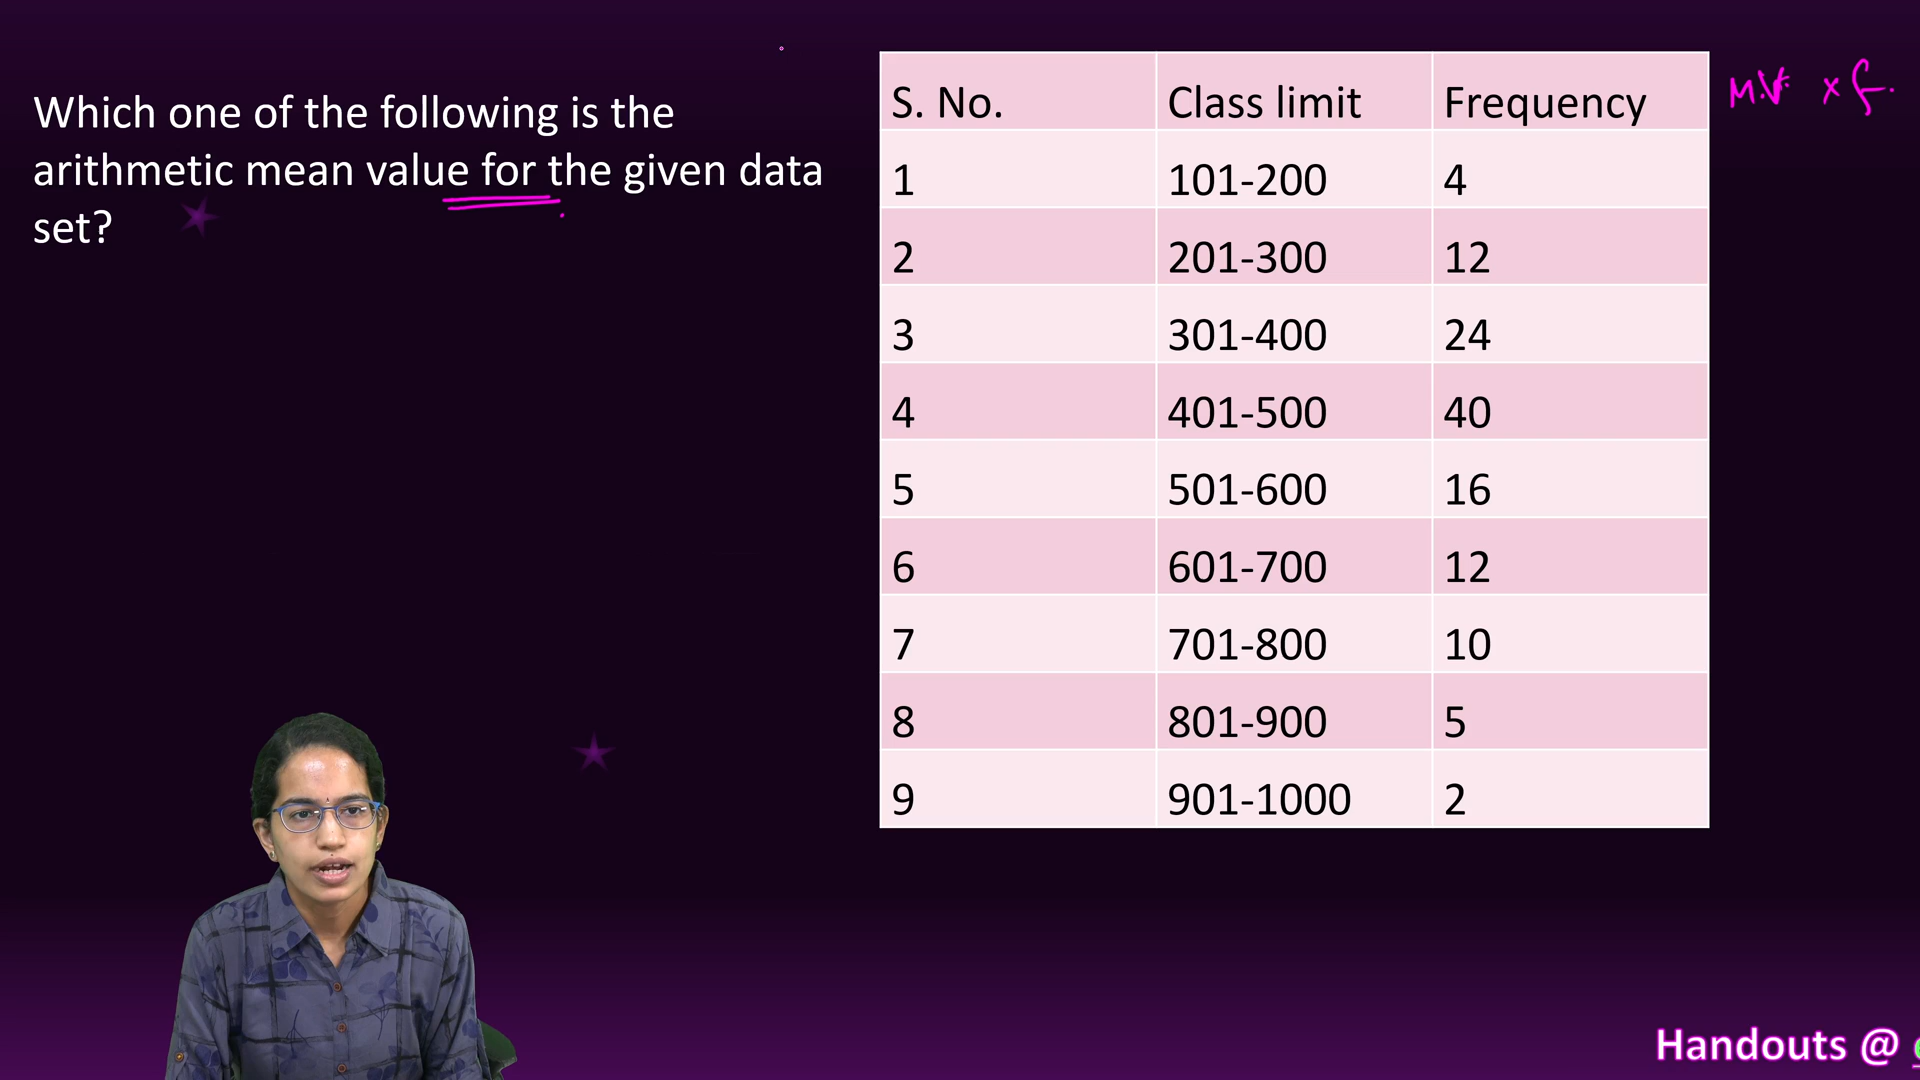 Which one of the following is the
arithmetic mean value for the given data
set?
S. No. Class limit Frequency
1 101-200 4
2 201-300 12
3 301-400 24
4 401-500 40
5 501-600 16
6 601-700 12
7 701-800 10
8 801-900 5
9 901-1000 2
M.V. × f.
Handouts @